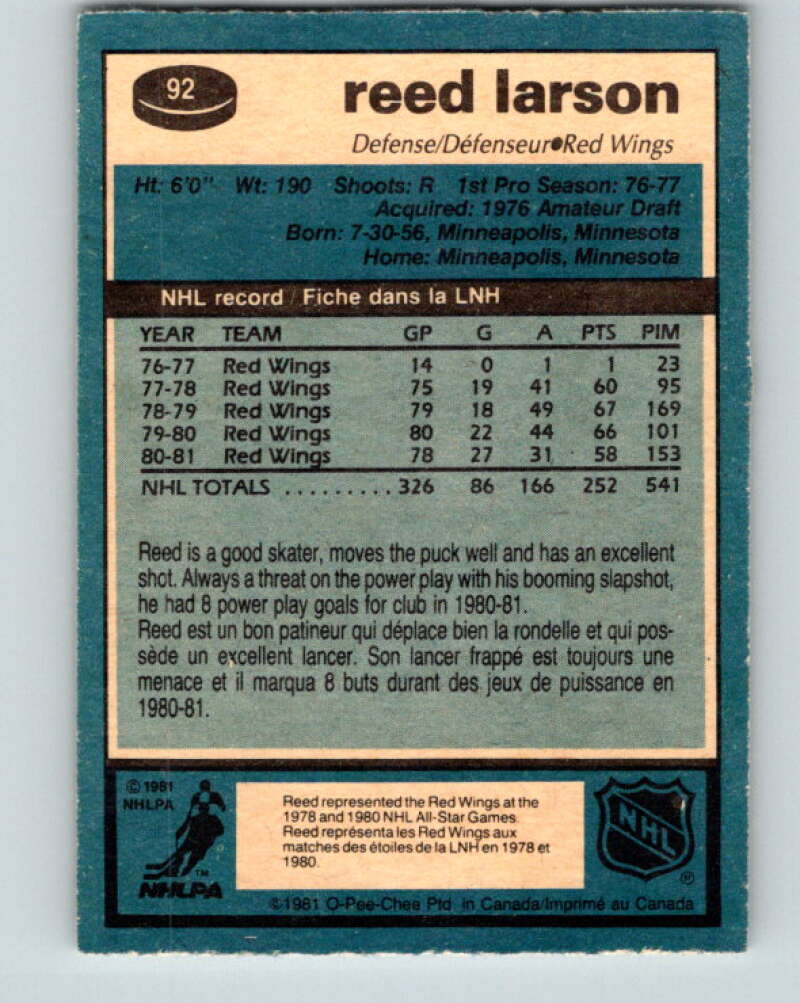 92
reed larson
Defense/Défenseur•Red Wings
Ht: 6'0" Wt: 190 Shoots: R 1st Pro Season: 76-77
Acquired: 1976 Amateur Draft
Born: 7-30-56, Minneapolis, Minnesota
Home: Minneapolis, Minnesota
NHL record / Fiche dans la LNH
YEAR TEAM GP G A PTS PIM
76-77 Red Wings 14 0 1 1 23
77-78 Red Wings 75 19 41 60 95
78-79 Red Wings 79 18 49 67 169
79-80 Red Wings 80 22 44 66 101
80-81 Red Wings 78 27 31 58 153
NHL TOTALS .......... 326 86 166 252 541
Reed is a good skater, moves the puck well and has an excellent
shot. Always a threat on the power play with his booming slapshot,
he had 8 power play goals for club in 1980-81.
Reed est un bon patineur qui déplace bien la rondelle et qui pos-
sède un excellent lancer. Son lancer frappé est toujours une
menace et il marqua 8 buts durant des jeux de puissance en
1980-81.
© 1981
NHLPA
TM
NHLPA
Reed represented the Red Wings at the
1978 and 1980 NHL All-Star Games.
Reed représenta les Red Wings aux
matches des étoiles de la LNH en 1978 et
1980.
NHL
®
©1981 O-Pee-Chee Ptd in Canada/Imprimé au Canada